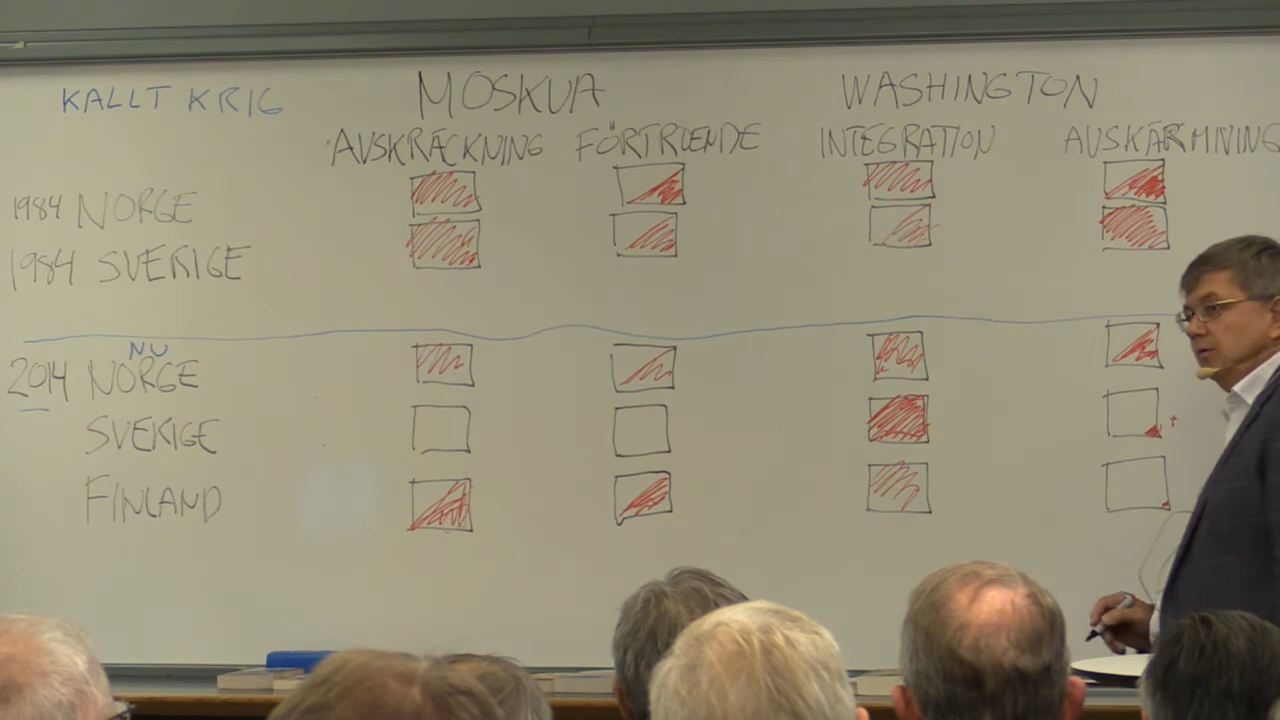 KALLT KRIG MOSKVA WASHINGTON
AVSKRÄCKNING FÖRTROENDE INTEGRATION AVSKÄRMNING
1984 NORGE
1984 SVERIGE
NU
2014 NORGE
SVERIGE +
FINLAND